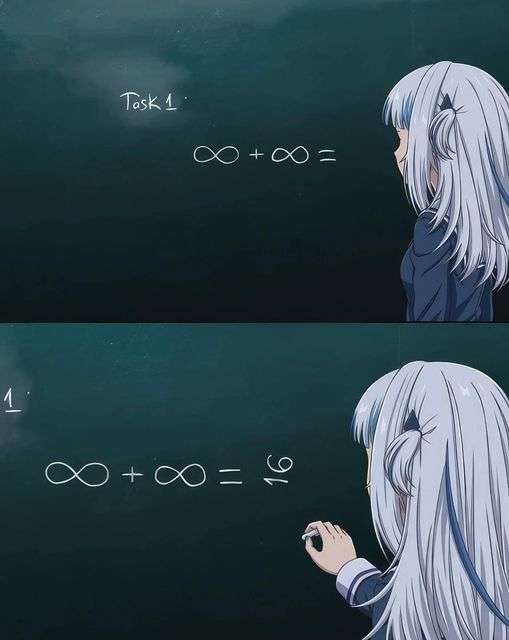 Task 1.
∞ + ∞ =
1
∞ + ∞ = 16